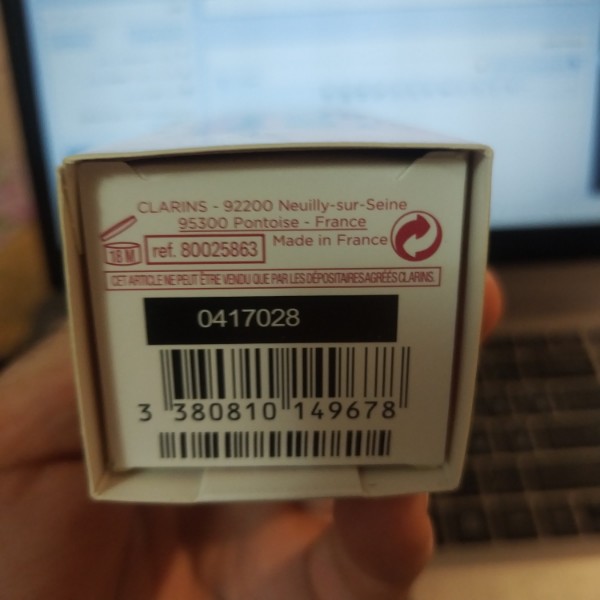 CLARINS - 92200 Neuilly-sur-Seine
95300 Pontoise - France
18 M
ref. 80025863
Made in France
CET ARTICLE NE PEUT ÊTRE VENDU QUE PAR LES DÉPOSITAIRES AGRÉÉS CLARINS.
0417028
3 380810 149678